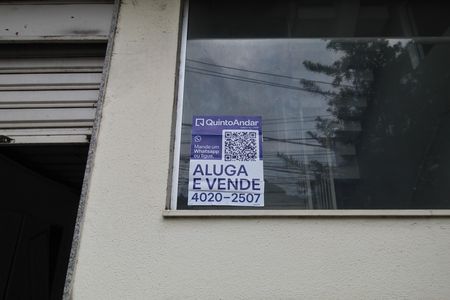 QuintoAndar
Mande um
Whatsapp
ou ligue.
ALUGA
E VENDE
4020-2507